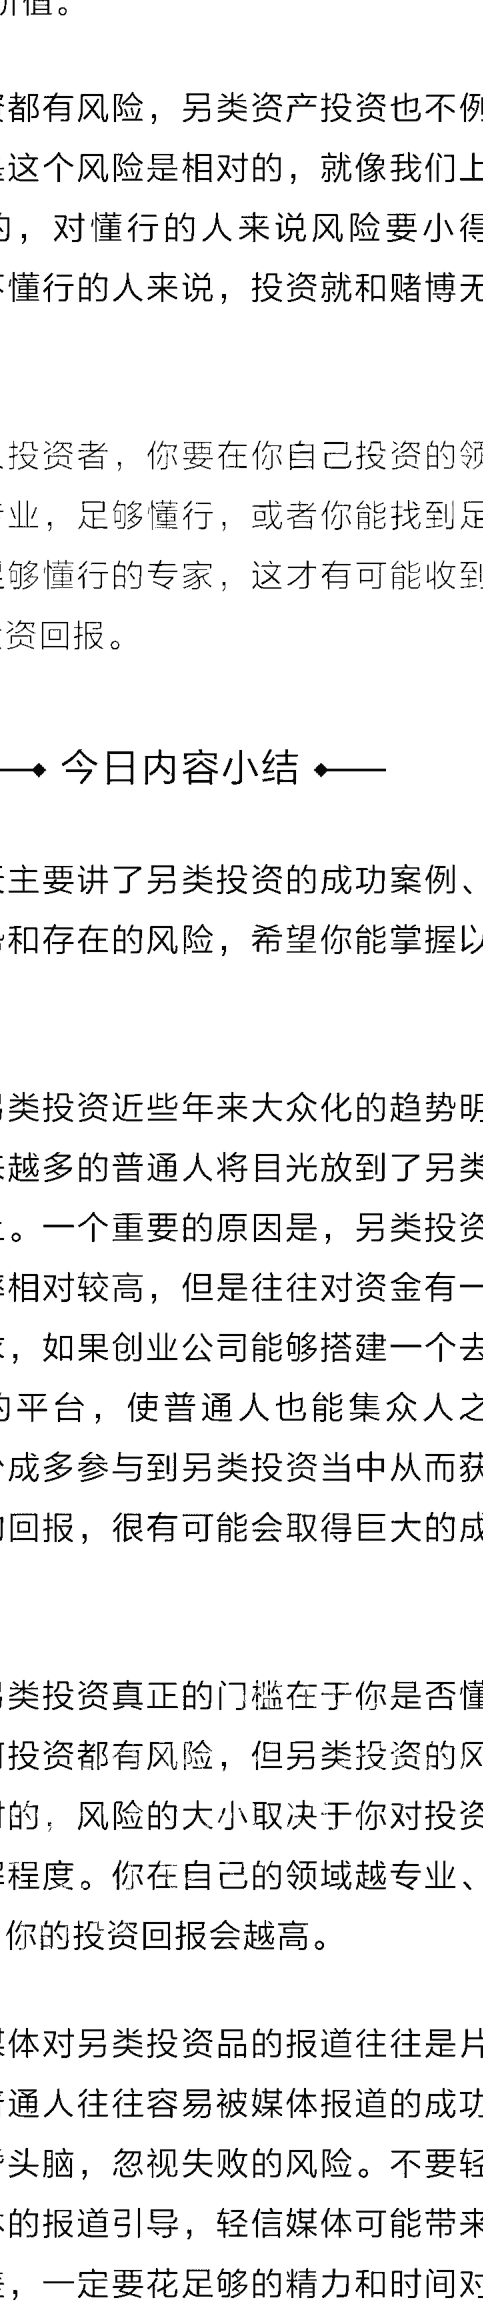 价值。
都有风险，另类资产投资也不例
这个风险是相对的，就像我们上
的，对懂行的人来说风险要小得
懂行的人来说，投资就和赌博无
投资者，你要在你自己投资的领
业，足够懂行，或者你能找到足
够懂行的专家，这才有可能收到
资回报。
今日内容小结
主要讲了另类投资的成功案例、
和存在的风险，希望你能掌握以
类投资近些年来大众化的趋势明
越多的普通人将目光放到了另类
。一个重要的原因是，另类投资
相对较高，但是往往对资金有一
，如果创业公司能够搭建一个去
的平台，使普通人也能集众人之
成多参与到另类投资当中从而获
回报，很有可能会取得巨大的成
类投资真正的门槛在于你是否懂
投资都有风险，但另类投资的风
的，风险的大小取决于你对投资
程度。你在自己的领域越专业、
你的投资回报会越高。
体对另类投资品的报道往往是片
通人往往容易被媒体报道的成功
头脑，忽视失败的风险。不要轻
的报道引导，轻信媒体可能带来
，一定要花足够的精力和时间对